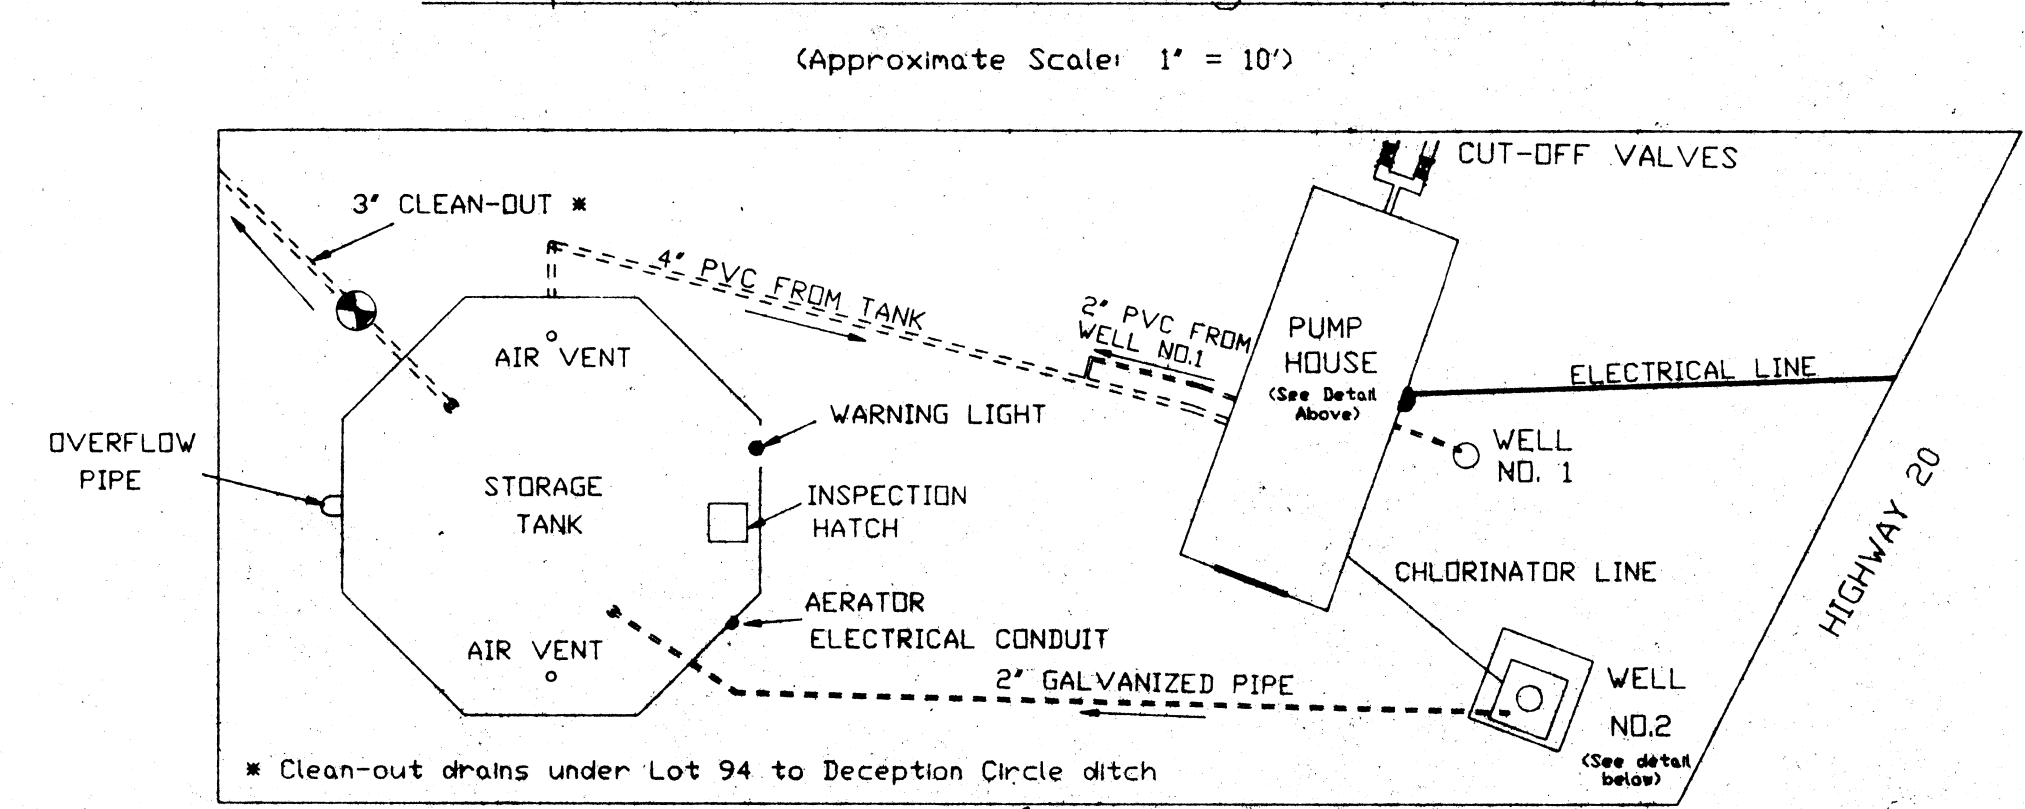 (Approximate Scale: 1" = 10')
CUT-OFF VALVES
3" CLEAN-OUT *
4" PVC FROM TANK
2" PVC FROM
WELL NO.1
AIR VENT
PUMP
HOUSE
(See Detail
Above)
ELECTRICAL LINE
WARNING LIGHT
OVERFLOW
PIPE
WELL
NO. 1
STORAGE
TANK
INSPECTION
HATCH
HIGHWAY 20
CHLORINATOR LINE
AERATOR
ELECTRICAL CONDUIT
AIR VENT
2" GALVANIZED PIPE
WELL
NO.2
(See detail
below)
* Clean-out drains under Lot 94 to Deception Circle ditch